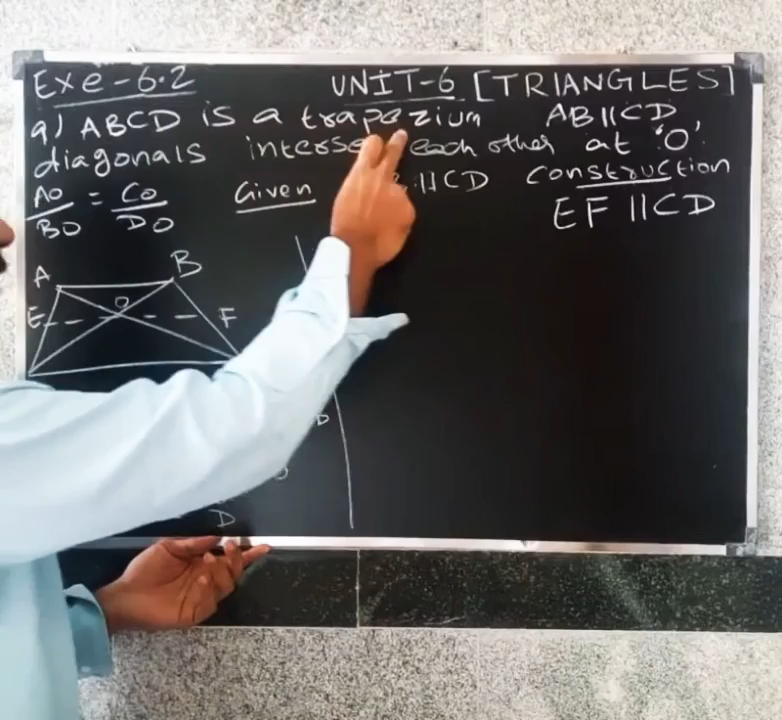 Exe-6.2 UNIT-6 [TRIANGLES]
9) ABCD is a trapezium AB||CD
diagonals each other at 'O'.
AO/BO = CO/DO Given ||CD Construction
EF ||CD
A B
E O F
D
D